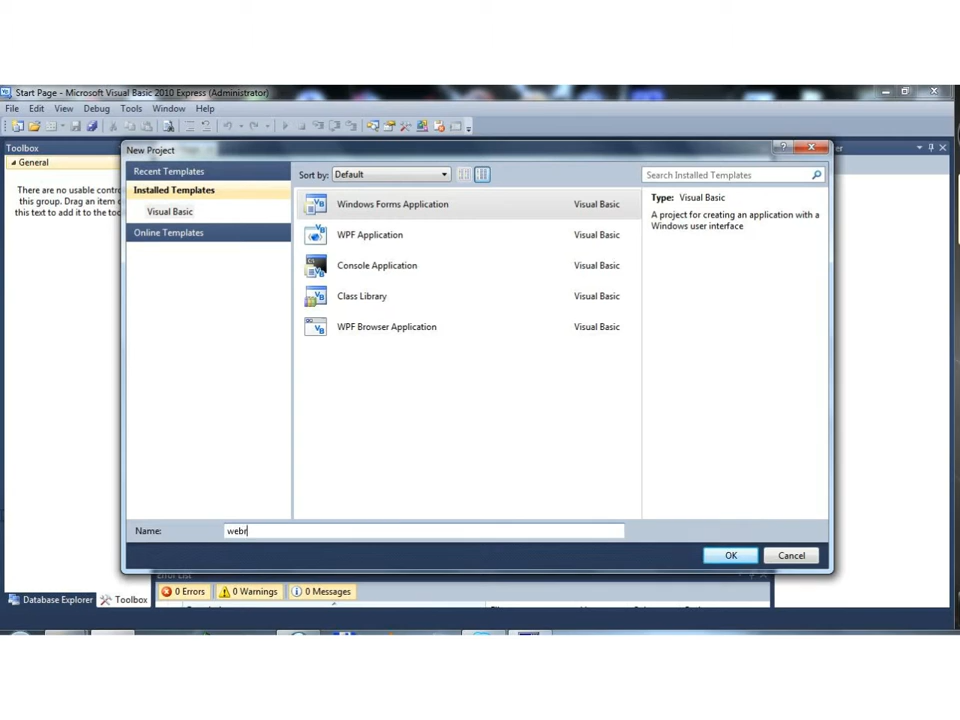 Start Page - Microsoft Visual Basic 2010 Express (Administrator)
File Edit View Debug Tools Window Help
Toolbox
General
There are no usable contro
this group. Drag an item o
this text to add it to the too
New Project
Recent Templates
Installed Templates
Visual Basic
Online Templates
Sort by: Default
Windows Forms Application Visual Basic
WPF Application Visual Basic
Console Application Visual Basic
Class Library Visual Basic
WPF Browser Application Visual Basic
Search Installed Templates
Type: Visual Basic
A project for creating an application with a
Windows user interface
Name: webr
OK Cancel
Error List
0 Errors 0 Warnings 0 Messages
Database Explorer Toolbox